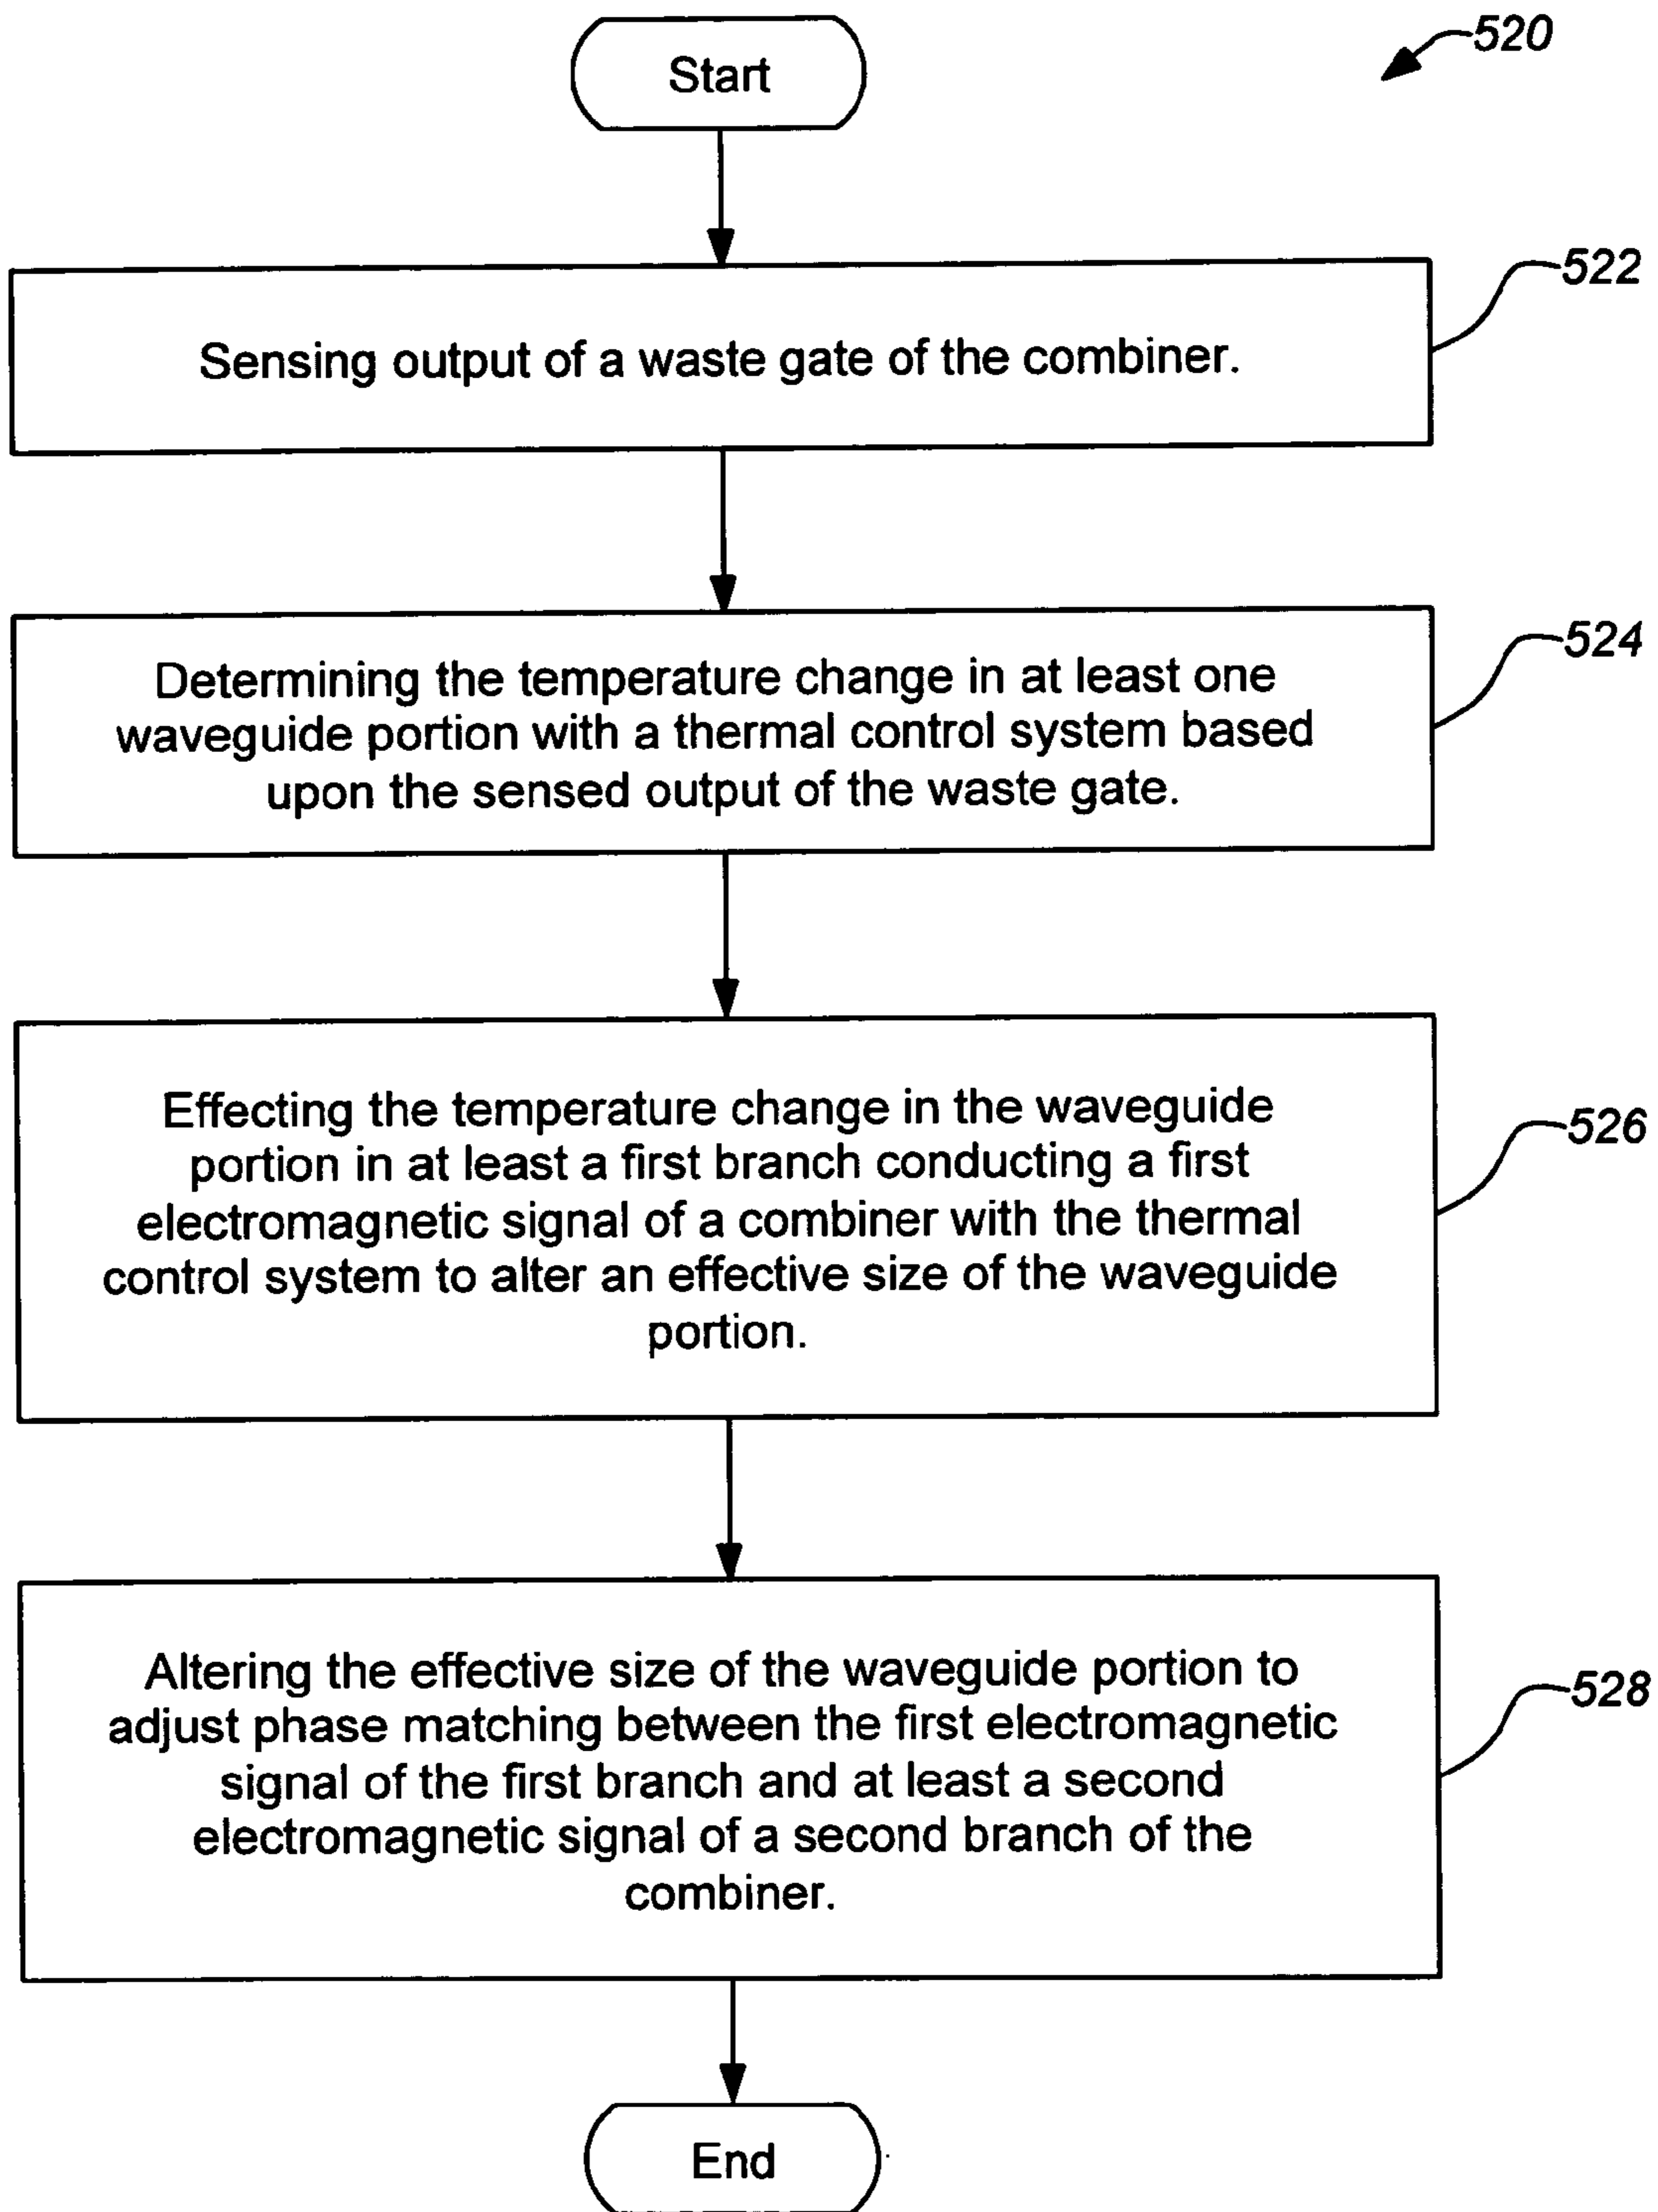 520
Start
522
Sensing output of a waste gate of the combiner.
524
Determining the temperature change in at least one
waveguide portion with a thermal control system based
upon the sensed output of the waste gate.
526
Effecting the temperature change in the waveguide
portion in at least a first branch conducting a first
electromagnetic signal of a combiner with the thermal
control system to alter an effective size of the waveguide
portion.
528
Altering the effective size of the waveguide portion to
adjust phase matching between the first electromagnetic
signal of the first branch and at least a second
electromagnetic signal of a second branch of the
combiner.
End